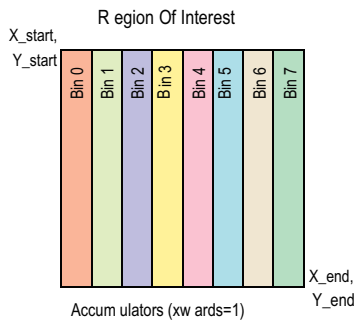 R egion Of Interest
X_start,
Y_start
Bin 0
Bin 1
Bin 2
B in 3
Bin 4
Bin 5
Bin 6
Bin 7
X_end,
Y_end
Accum ulators (xw ards=1)